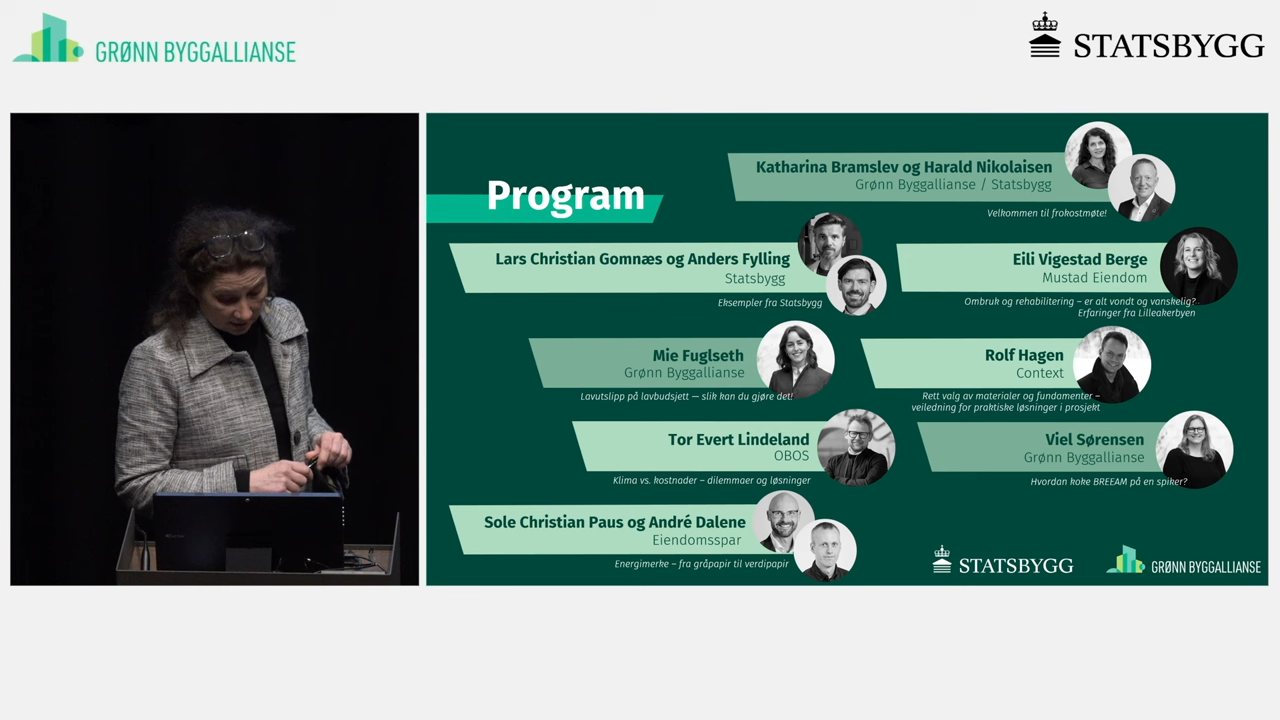 GRØNN BYGGALLIANSE
STATSBYGG
Program
Katharina Bramslev og Harald Nikolaisen
Grønn Byggallianse / Statsbygg
Velkommen til frokostmøte!
Lars Christian Gomnæs og Anders Fylling
Statsbygg
Eksempler fra Statsbygg
Eili Vigestad Berge
Mustad Eiendom
Ombruk og rehabilitering – er alt vondt og vanskelig?
Erfaringer fra Lilleakerbyen
Mie Fuglseth
Grønn Byggallianse
Lavutslipp på lavbudsjett — slik kan du gjøre det!
Rolf Hagen
Context
Rett valg av materialer og fundamenter –
veiledning for praktiske løsninger i prosjekt
Tor Evert Lindeland
OBOS
Klima vs. kostnader – dilemmaer og løsninger
Viel Sørensen
Grønn Byggallianse
Hvordan koke BREEAM på en spiker?
Sole Christian Paus og André Dalene
Eiendomsspar
Energimerke – fra gråpapir til verdipapir
STATSBYGG
GRØNN BYGGALLIANSE